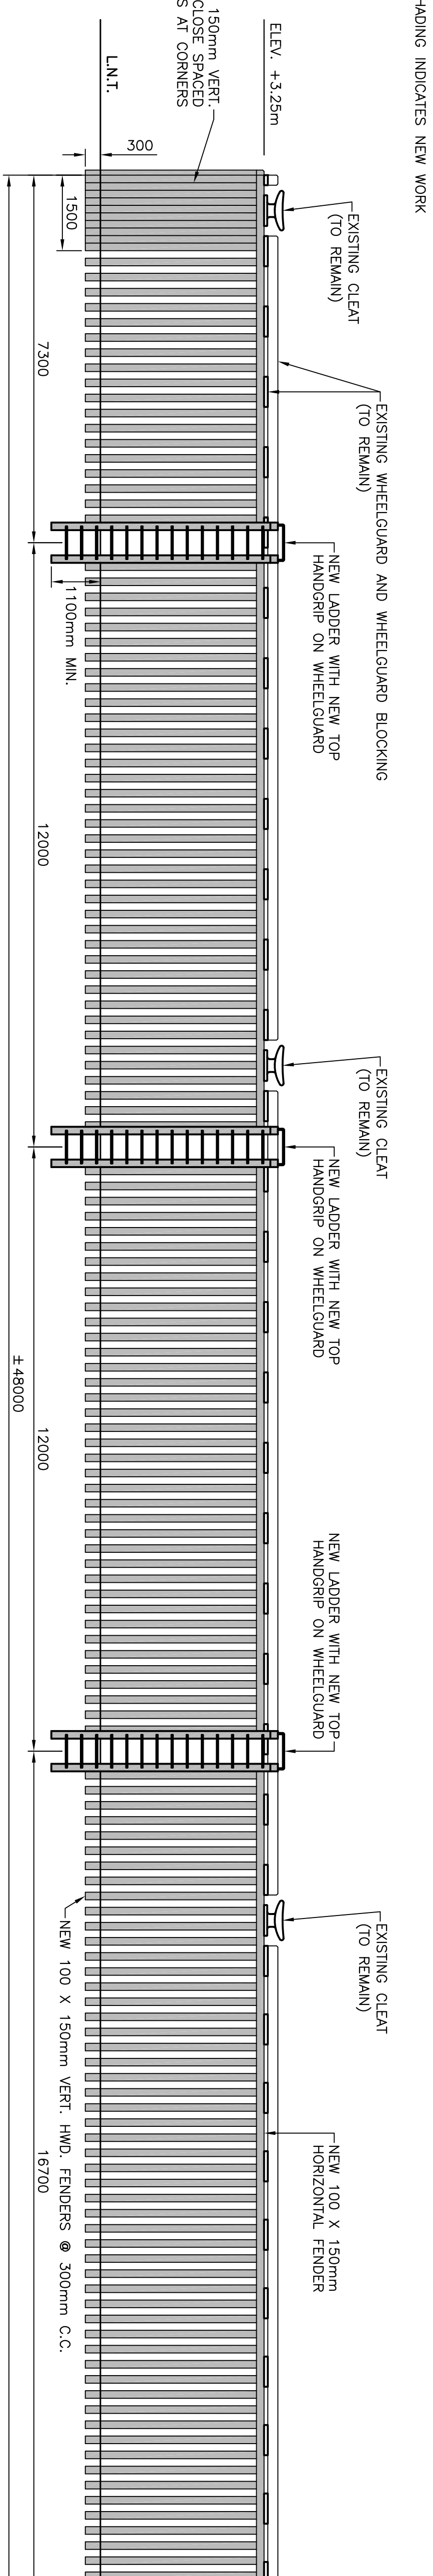 HADING INDICATES NEW WORK
EXISTING WHEELGUARD AND WHEELGUARD BLOCKING
(TO REMAIN)
EXISTING CLEAT
(TO REMAIN)
EXISTING CLEAT
(TO REMAIN)
EXISTING CLEAT
(TO REMAIN)
NEW LADDER WITH NEW TOP
HANDGRIP ON WHEELGUARD
NEW LADDER WITH NEW TOP
HANDGRIP ON WHEELGUARD
NEW LADDER WITH NEW TOP
HANDGRIP ON WHEELGUARD
NEW 100 X 150mm
HORIZONTAL FENDER
ELEV. +3.25m
150mm VERT.
CLOSE SPACED
S AT CORNERS
L.N.T.
300
1500
1100mm MIN.
NEW 100 X 150mm VERT. HWD. FENDERS @ 300mm C.C.
7300
12000
12000
16700
±48000